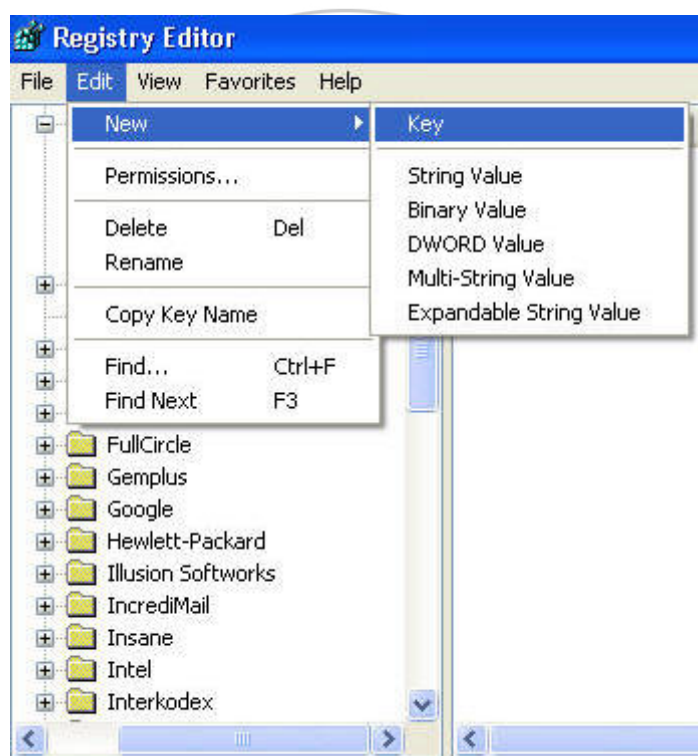 Registry Editor
File Edit View Favorites Help
New
Permissions...
Delete Del
Rename
Copy Key Name
Find... Ctrl+F
Find Next F3
Key
String Value
Binary Value
DWORD Value
Multi-String Value
Expandable String Value
FullCircle
Gemplus
Google
Hewlett-Packard
Illusion Softworks
IncrediMail
Insane
Intel
Interkodex